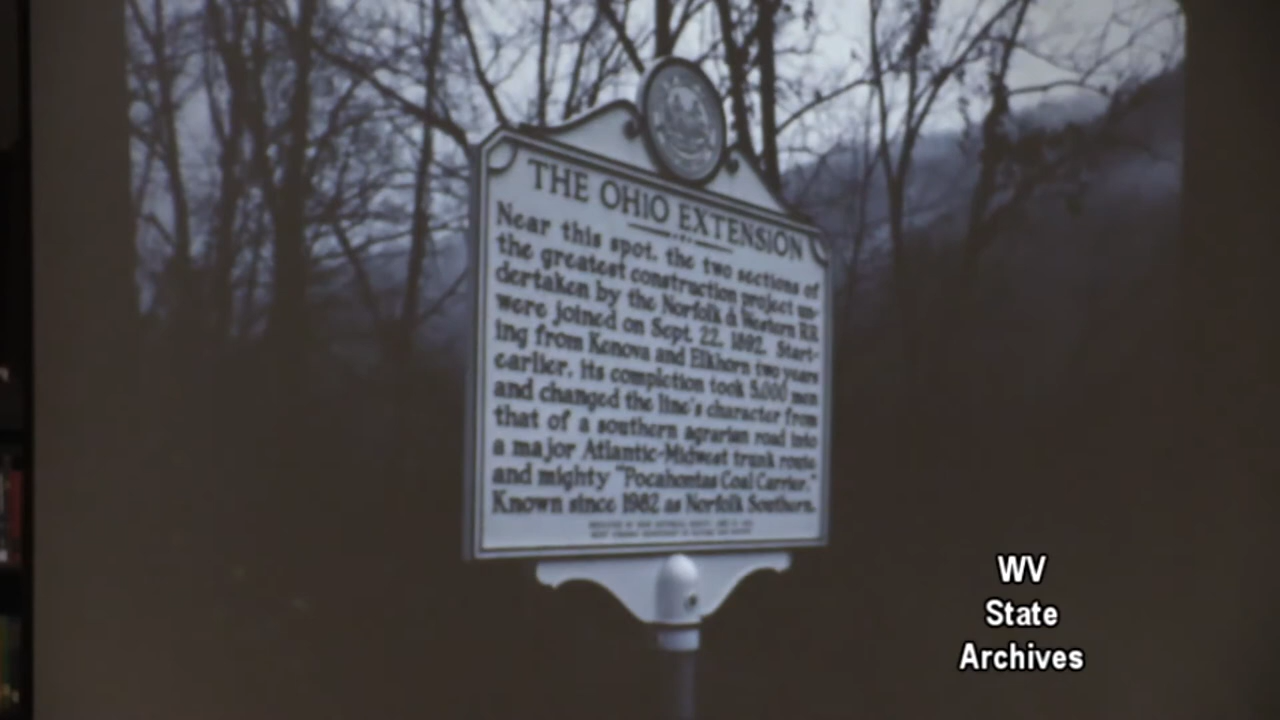 THE OHIO EXTENSION
Near this spot, the two sections of
the greatest construction project un-
dertaken by the Norfolk & Western RR
were joined on Sept. 22, 1892. Start-
ing from Kenova and Elkhorn two years
earlier, its completion took 5,000 men
and changed the line's character from
that of a southern agrarian road into
a major Atlantic-Midwest trunk route
and mighty "Pocahontas Coal Carrier."
Known since 1982 as Norfolk Southern.
WV
State
Archives